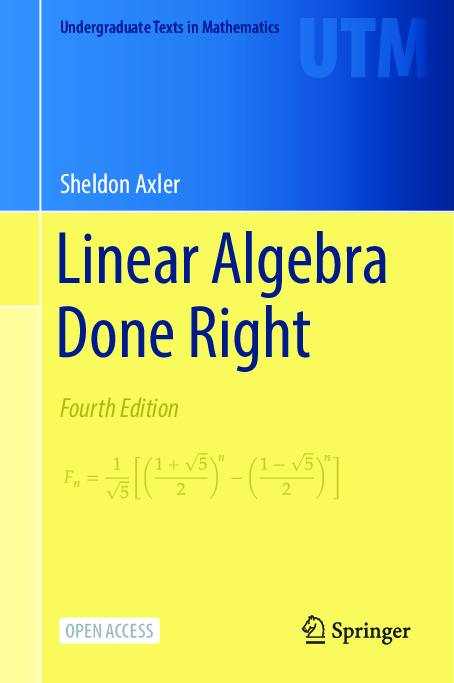 Undergraduate Texts in Mathematics
UTM
Sheldon Axler
Linear Algebra
Done Right
Fourth Edition
Fₙ = 1/√5 [((1 + √5)/2)ⁿ − ((1 − √5)/2)ⁿ]
OPEN ACCESS
Springer